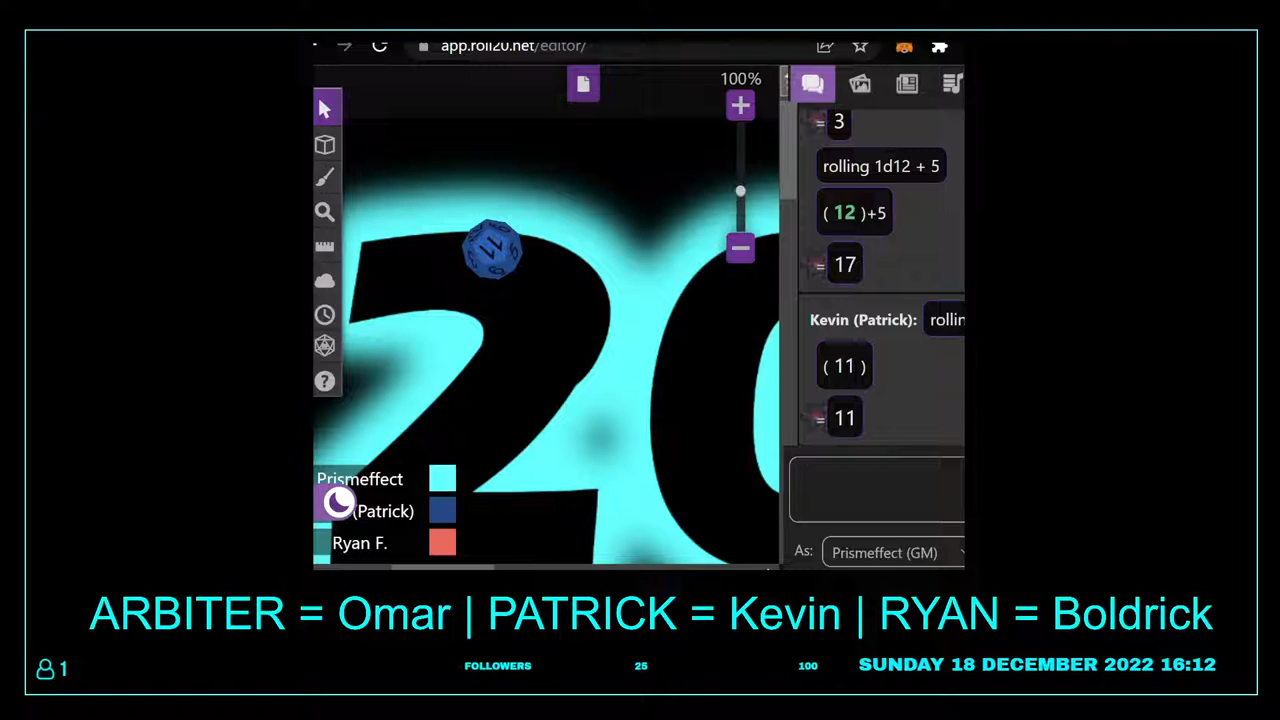 app.roll20.net/editor/
100%
= 3
rolling 1d12 + 5
( 12 )+5
= 17
Kevin (Patrick): rollin
( 11 )
= 11
20
11
Prismeffect
(Patrick)
Ryan F.
As: Prismeffect (GM)
ARBITER = Omar | PATRICK = Kevin | RYAN = Boldrick
1 FOLLOWERS 25 100 SUNDAY 18 DECEMBER 2022 16:12